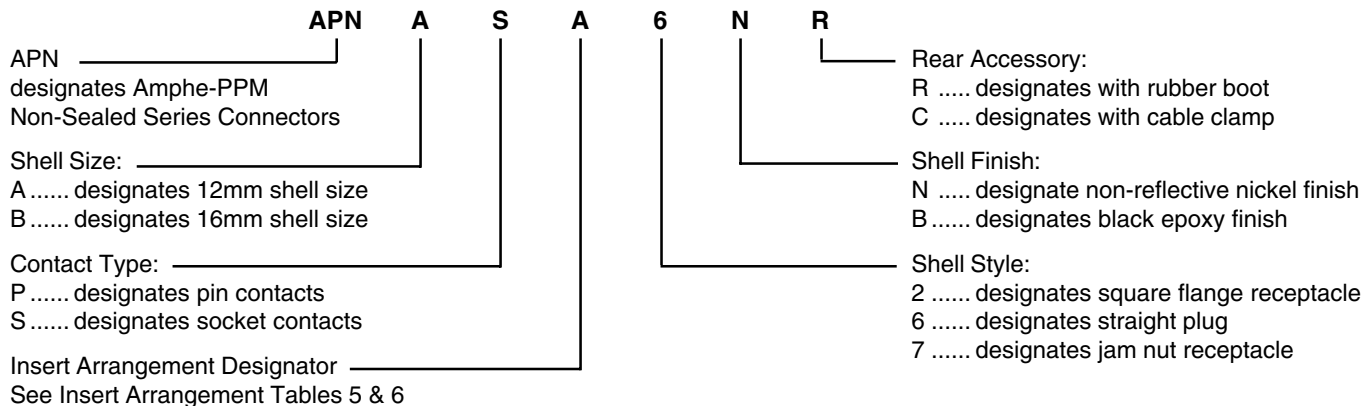 APN A S A 6 N R
APN
designates Amphe-PPM
Non-Sealed Series Connectors
Shell Size:
A ...... designates 12mm shell size
B ...... designates 16mm shell size
Contact Type:
P ...... designates pin contacts
S ...... designates socket contacts
Insert Arrangement Designator
See Insert Arrangement Tables 5 & 6
Rear Accessory:
R ..... designates with rubber boot
C ..... designates with cable clamp
Shell Finish:
N ..... designate non-reflective nickel finish
B ...... designates black epoxy finish
Shell Style:
2 ...... designates square flange receptacle
6 ...... designates straight plug
7 ...... designates jam nut receptacle